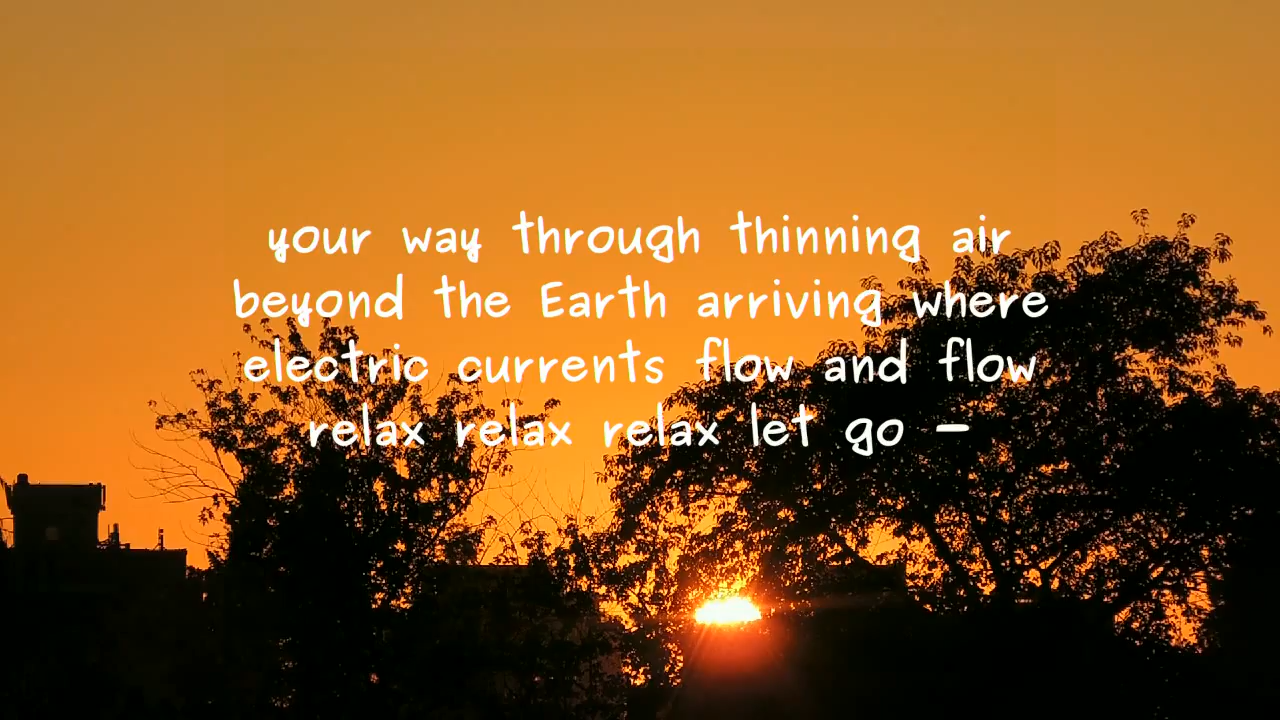 your way through thinning air
beyond the Earth arriving where
electric currents flow and flow
relax relax relax let go –